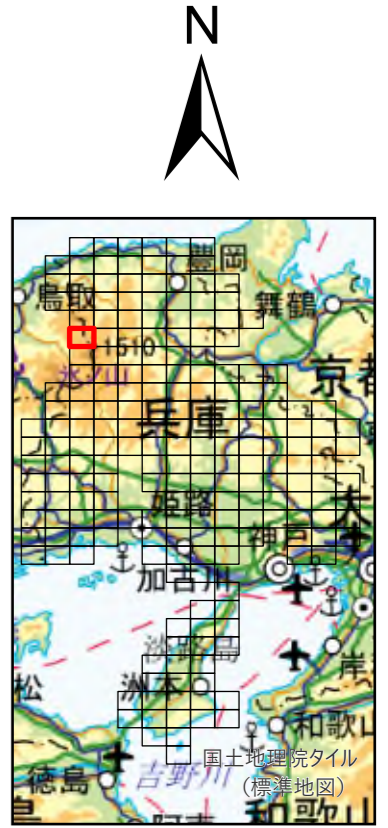 N
豊岡
鳥取
舞鶴
1510
氷ノ山
京都
兵庫
姫路
神戸
大
加古川
淡路島
松
洲本
岸
和歌山
国土地理院タイル
徳島
吉野川
(標準地図)
和歌山